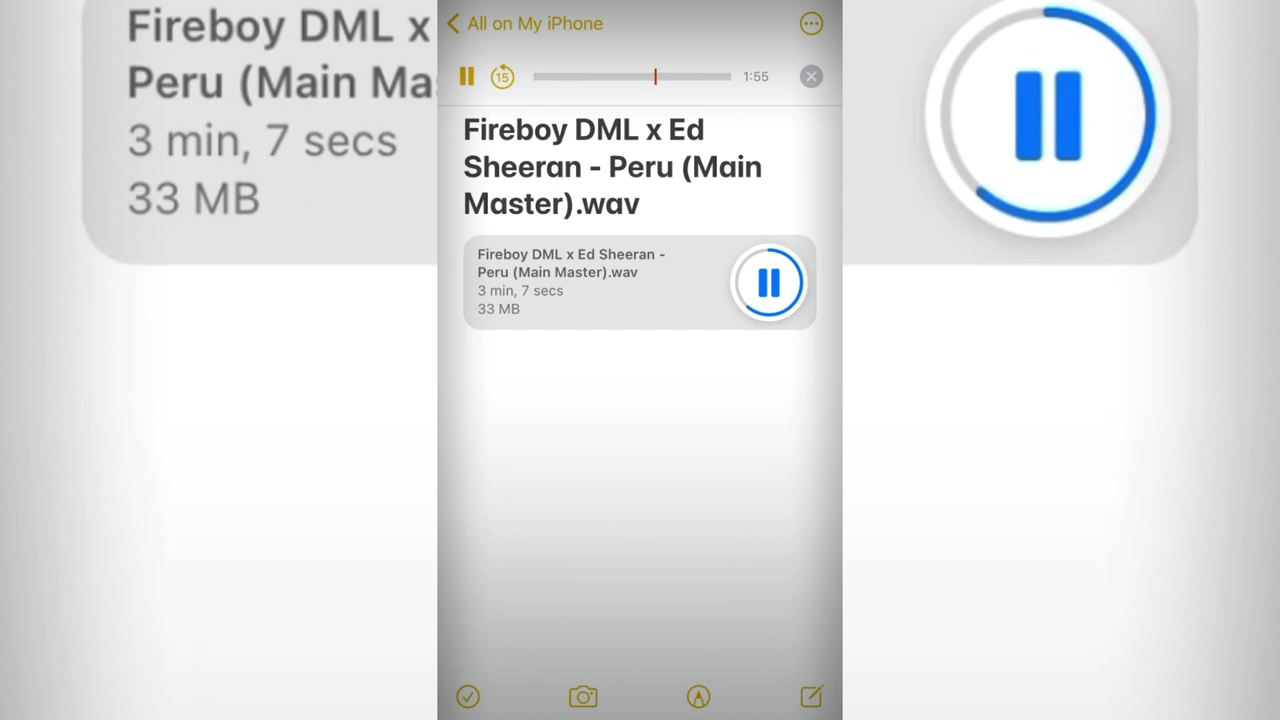 Fireboy DML x
Peru (Main Ma
3 min, 7 secs
33 MB
All on My iPhone
15
1:55
Fireboy DML x Ed
Sheeran - Peru (Main
Master).wav
Fireboy DML x Ed Sheeran -
Peru (Main Master).wav
3 min, 7 secs
33 MB